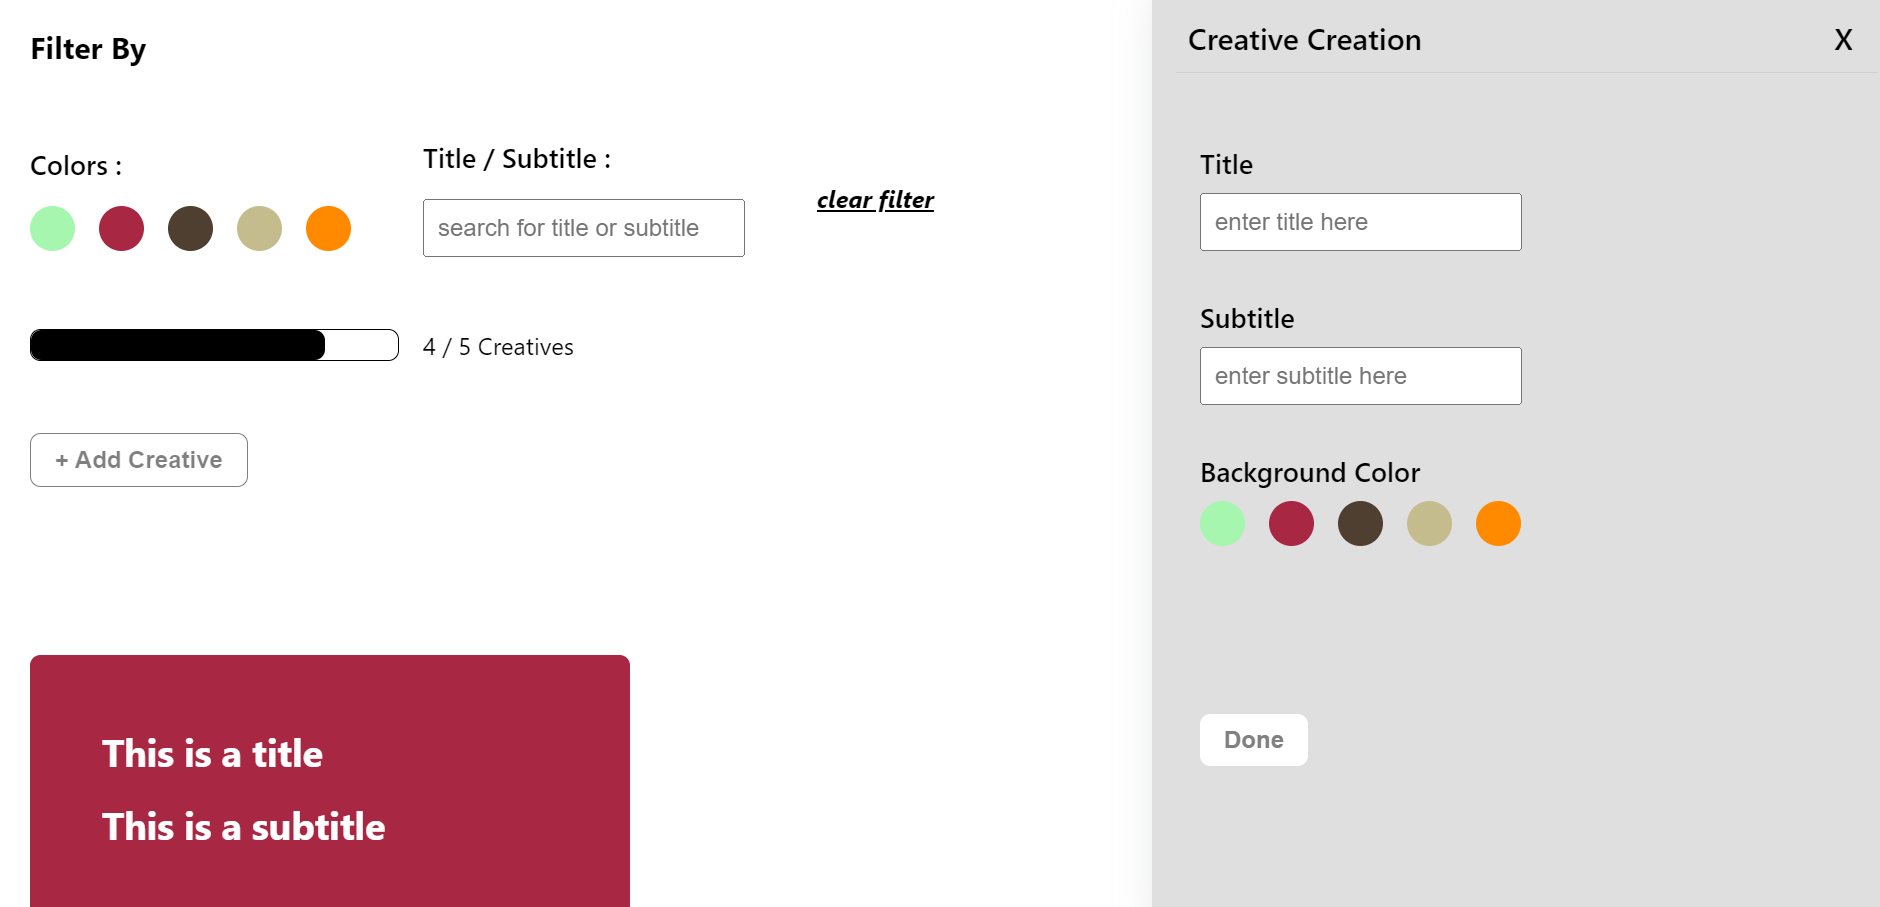 Filter By
Colors :
Title / Subtitle :
search for title or subtitle
clear filter
4 / 5 Creatives
+ Add Creative
This is a title
This is a subtitle
Creative Creation
X
Title
enter title here
Subtitle
enter subtitle here
Background Color
Done